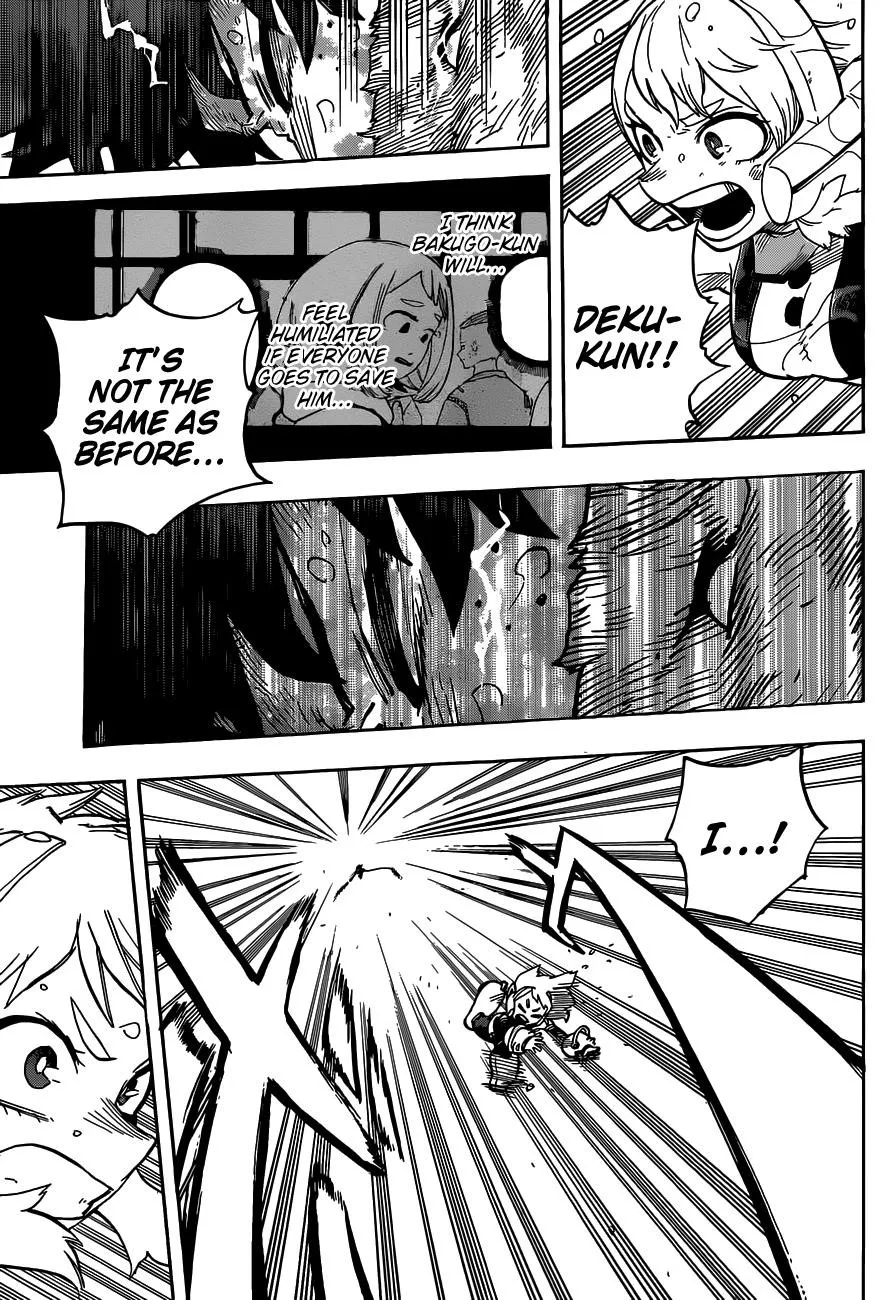 DEKU-
KUN!!
I THINK
BAKUGO-KUN
WILL...
FEEL
HUMILIATED
IF EVERYONE
GOES TO SAVE
HIM...
IT'S
NOT THE
SAME AS
BEFORE...
I...!